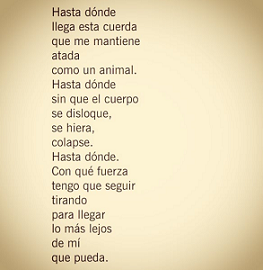 Hasta dónde
llega esta cuerda
que me mantiene
atada
como un animal.
Hasta dónde
sin que el cuerpo
se disloque,
se hiera,
colapse.
Hasta dónde.
Con qué fuerza
tengo que seguir
tirando
para llegar
lo más lejos
de mí
que pueda.